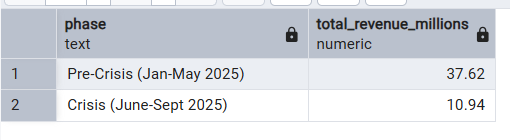 phase total_revenue_millions
text numeric
1 Pre-Crisis (Jan-May 2025) 37.62
2 Crisis (June-Sept 2025) 10.94